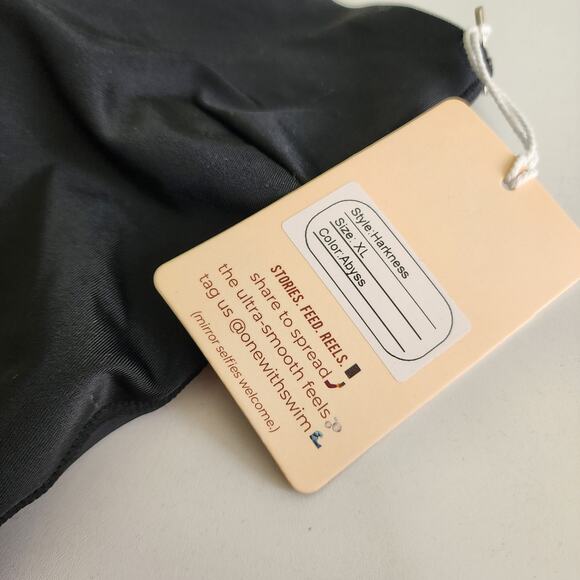 Style:Harkness
Size: XL
Color:Abyss
STORIES. FEED. REELS.
share to spread
the ultra-smooth feels
tag us @onewithswim
(mirror selfies welcome.)